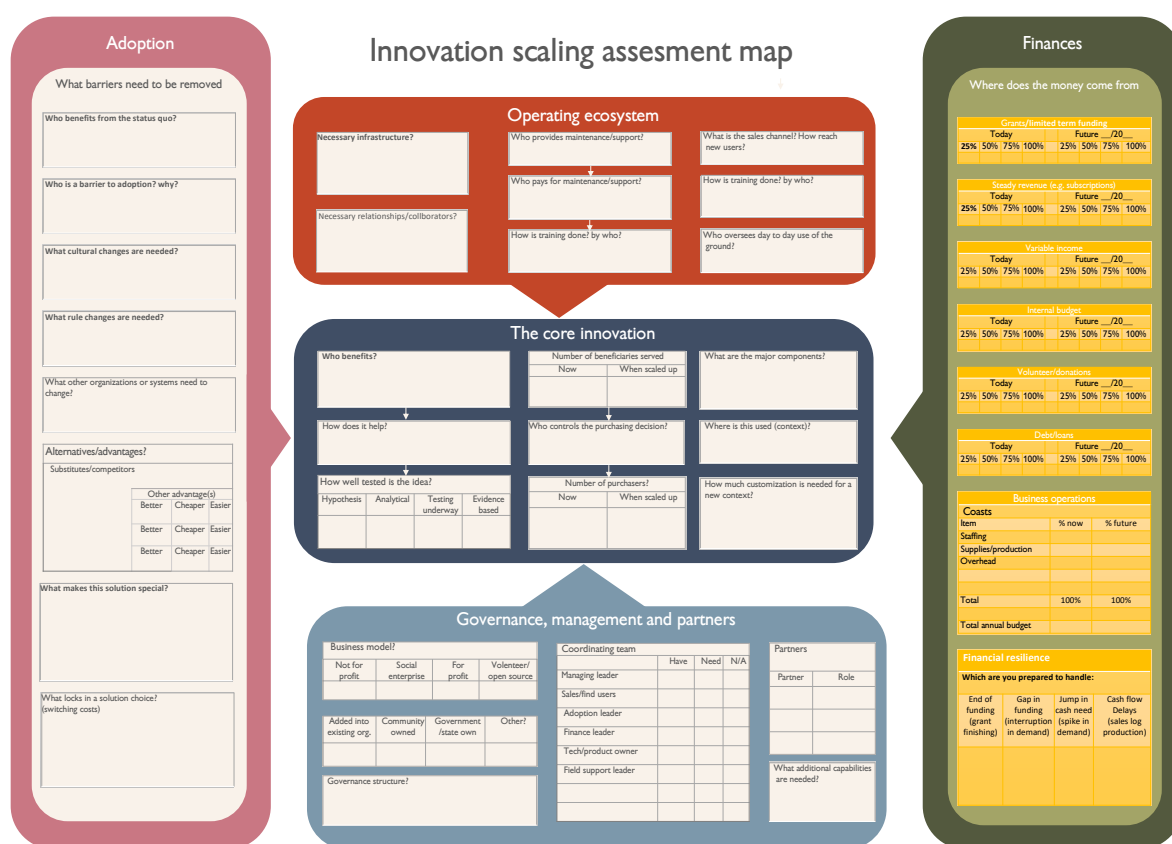 Innovation scaling assesment map
Adoption
What barriers need to be removed
Who benefits from the status quo?
Who is a barrier to adoption? why?
What cultural changes are needed?
What rule changes are needed?
What other organizations or systems need to
change?
Alternatives/advantages?
Substitutes/competitors
Other advantage(s)
Better Cheaper Easier
Better Cheaper Easier
Better Cheaper Easier
What makes this solution special?
What locks in a solution choice?
(switching costs)
Operating ecosystem
Necessary infrastructure?
Necessary relationships/collborators?
Who provides maintenance/support?
Who pays for maintenance/support?
How is training done? by who?
What is the sales channel? How reach
new users?
How is training done? by who?
Who oversees day to day use of the
ground?
The core innovation
Who benefits?
How does it help?
How well tested is the idea?
Hypothesis Analytical Testing Evidence
underway based
Number of beneficiaries served
Now When scaled up
Who controls the purchasing decision?
Number of purchasers?
Now When scaled up
What are the major components?
Where is this used (context)?
How much customization is needed for
a new context?
Governance, management and partners
Business model?
Not for Social For Volenteer/
profit enterprise profit open source
Added into Community Government Other?
existing org. owned /state own
Governance structure?
Coordinating team
Have Need N/A
Managing leader
Sales/find users
Adoption leader
Finance leader
Tech/product owner
Field support leader
Partners
Partner Role
What additional capabilities
are needed?
Finances
Where does the money come from
Grants/limited term funding
Today Future __/20__
25% 50% 75% 100% 25% 50% 75% 100%
Steady revenue (e.g. subscriptions)
Today Future __/20__
25% 50% 75% 100% 25% 50% 75% 100%
Variable income
Today Future __/20__
25% 50% 75% 100% 25% 50% 75% 100%
Internal budget
Today Future __/20__
25% 50% 75% 100% 25% 50% 75% 100%
Volunteer/donations
Today Future __/20__
25% 50% 75% 100% 25% 50% 75% 100%
Debt/loans
Today Future __/20__
25% 50% 75% 100% 25% 50% 75% 100%
Business operations
Coasts
Item % now % future
Staffing
Supplies/production
Overhead
Total 100% 100%
Total annual budget
Financial resilience
Which are you prepared to handle:
End of Gap in Jump in Cash flow
funding funding cash need Delays
(grant (interruption (spike in (sales log
finishing) in demand) demand) production)